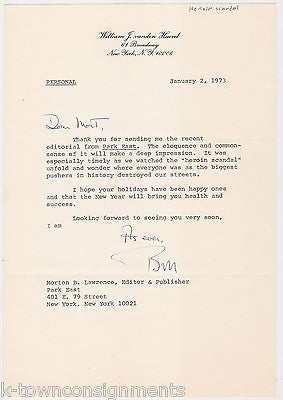 Heroin scandal
William J. vanden Heuvel
61 Broadway
New York, N.Y. 10006
PERSONAL January 2, 1973
Dear Mort,
Thank you for sending me the recent
editorial from Park East. The eloquence and common-
sense of it will make a deep impression. It was
especially timely as we watched the "heroin scandal"
unfold and wonder where everyone was as the biggest
pushers in history destroyed our streets.
I hope your holidays have been happy ones
and that the New Year will bring you health and
success.
Looking forward to seeing you very soon,
I am
As ever,
Bill
Morton B. Lawrence, Editor & Publisher
Park East
401 E. 79 Street
New York, New York 10021
k-townconsignments